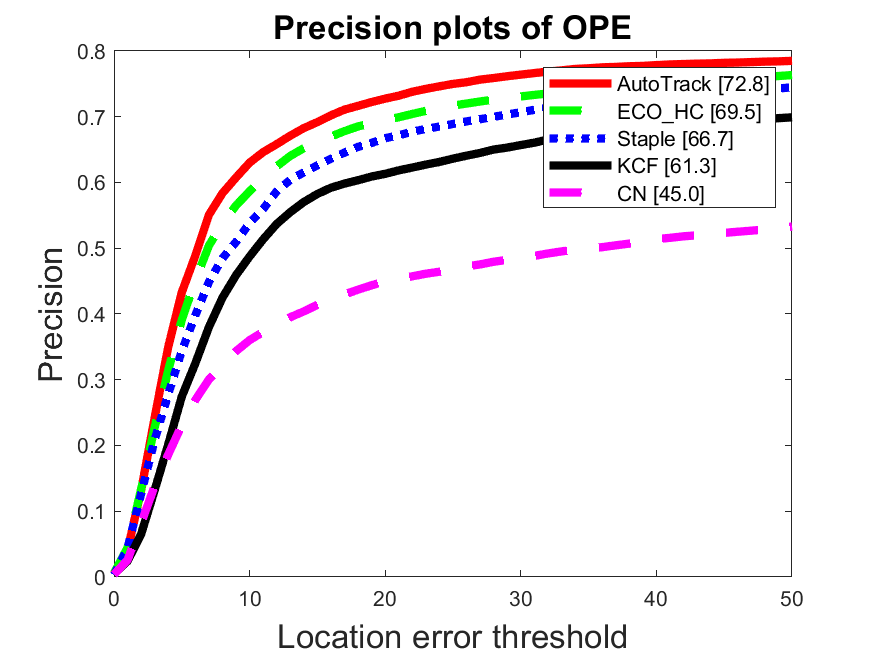 Precision plots of OPE
0.8
0.7
0.6
0.5
0.4
0.3
0.2
0.1
0
Precision
AutoTrack [72.8]
ECO_HC [69.5]
Staple [66.7]
KCF [61.3]
CN [45.0]
0 10 20 30 40 50
Location error threshold